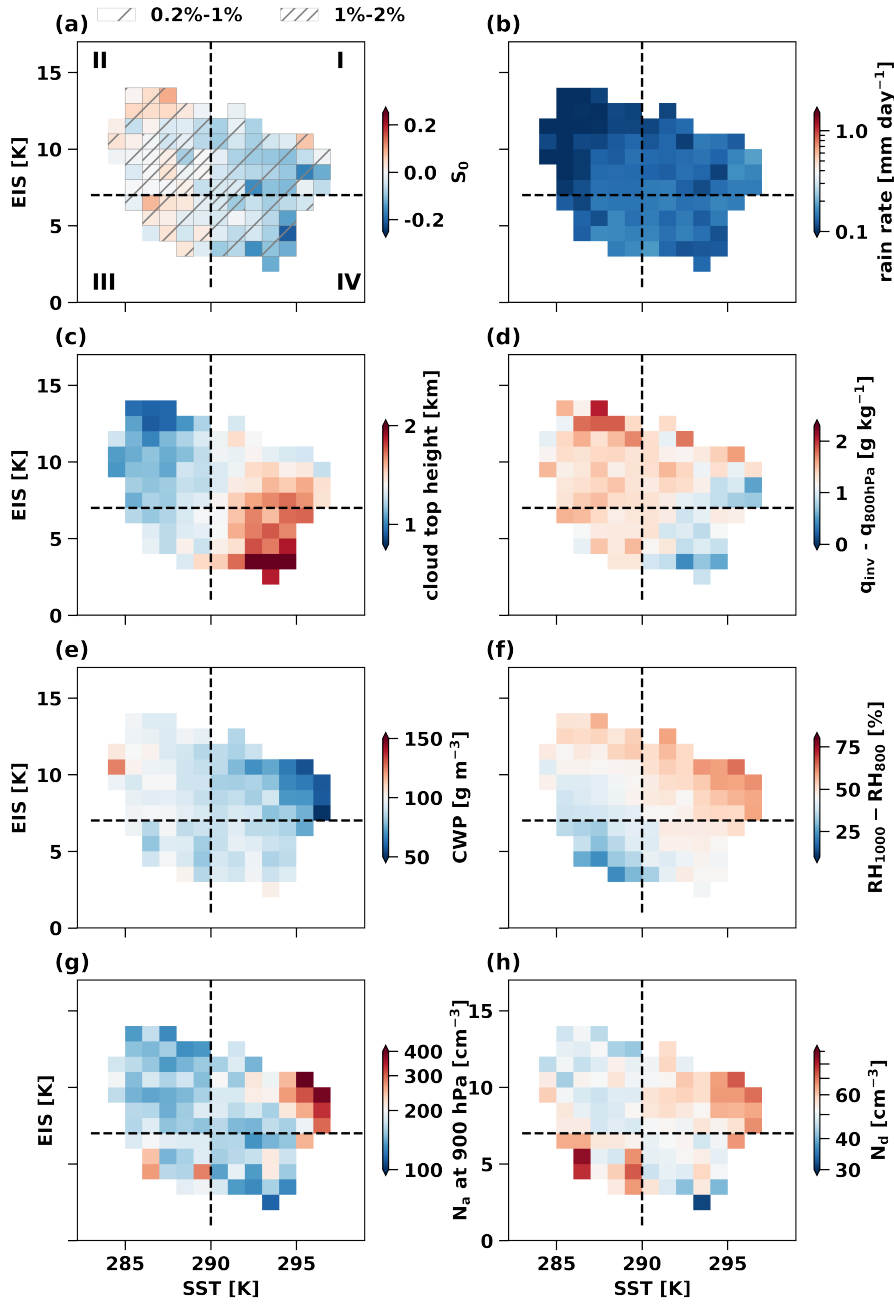 0.2%-1% 1%-2%
(a) (b)
II I
15
10
5
0
EIS [K]
III IV
0.2
0.0
-0.2
S₀
1.0
0.1
rain rate [mm day⁻¹]
(c) (d)
15
10
5
0
EIS [K]
2
1
cloud top height [km]
2
1
0
q_inv - q_800hPa [g kg⁻¹]
(e) (f)
15
10
5
0
EIS [K]
150
100
50
CWP [g m⁻³]
75
50
25
RH₁₀₀₀ − RH₈₀₀ [%]
(g) (h)
EIS [K]
400
300
200
100
Nₐ at 900 hPa [cm⁻³]
15
10
5
0
60
40
30
N_d [cm⁻³]
285 290 295 285 290 295
SST [K] SST [K]